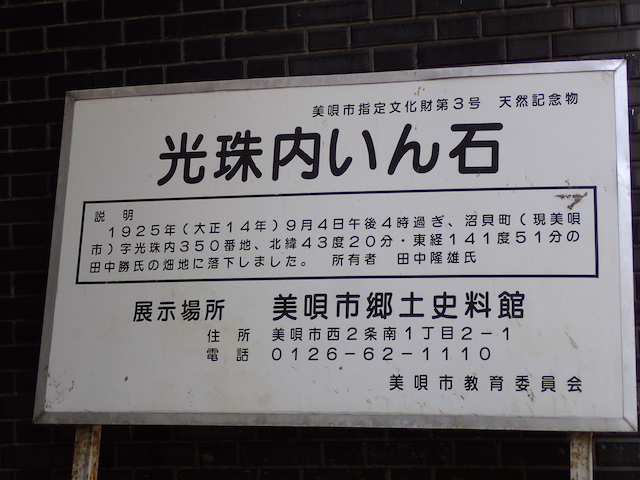 美唄市指定文化財第3号　天然記念物
光珠内いん石
説　明
1925年(大正14年)9月4日午後4時過ぎ、沼貝町(現美唄
市)字光珠内350番地、北緯43度20分・東経141度51分の
田中勝氏の畑地に落下しました。　所有者　田中隆雄氏
展示場所　美唄市郷土史料館
住　所　美唄市西2条南1丁目2－1
電　話　0126－62－1110
美唄市教育委員会